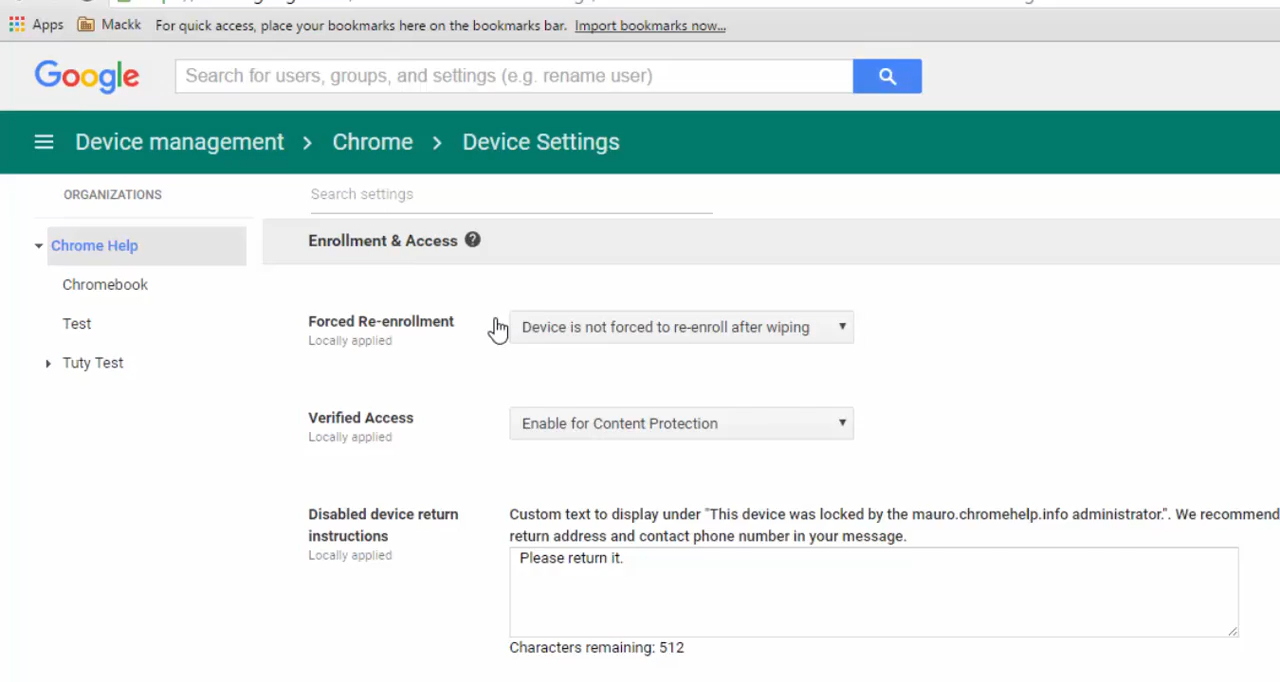 Apps Mackk For quick access, place your bookmarks here on the bookmarks bar. Import bookmarks now...
Google Search for users, groups, and settings (e.g. rename user)
Device management > Chrome > Device Settings
ORGANIZATIONS
Chrome Help
Chromebook
Test
Tuty Test
Search settings
Enrollment & Access
Forced Re-enrollment
Locally applied
Device is not forced to re-enroll after wiping
Verified Access
Locally applied
Enable for Content Protection
Disabled device return
instructions
Locally applied
Custom text to display under "This device was locked by the mauro.chromehelp.info administrator.". We recommend
return address and contact phone number in your message.
Please return it.
Characters remaining: 512